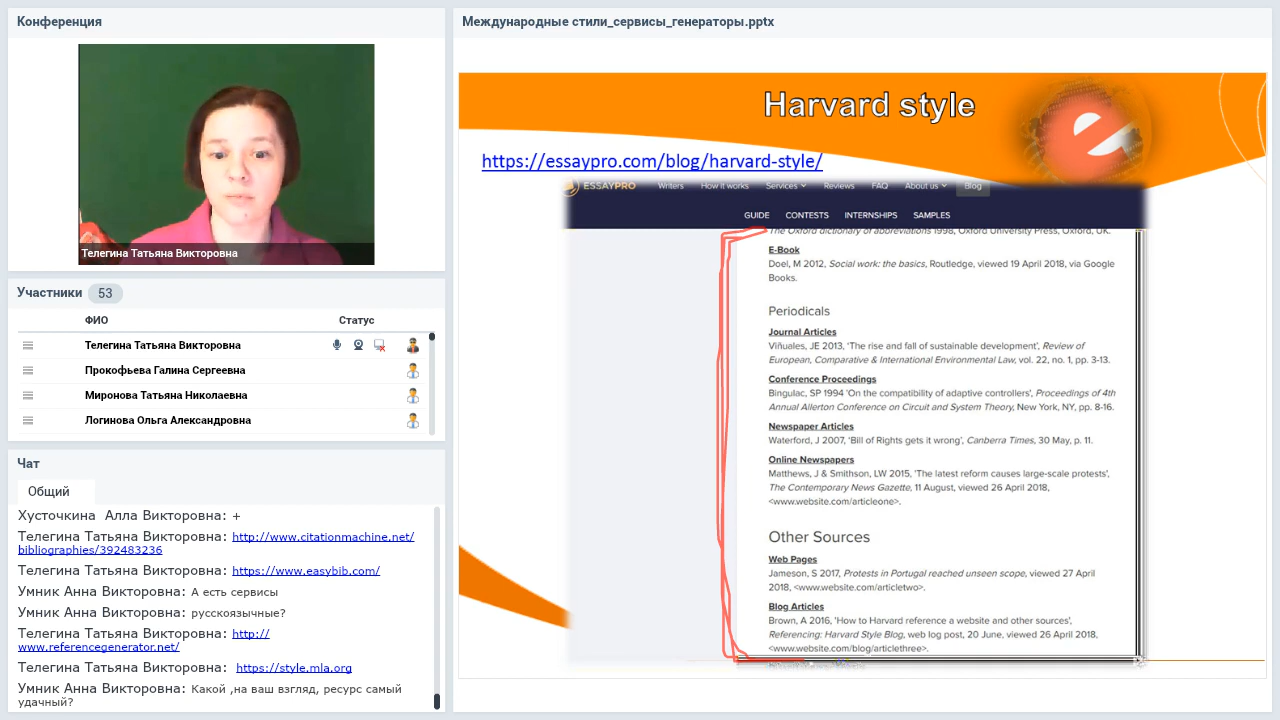 Конференция
Телегина Татьяна Викторовна
Участники 53
ФИО Статус
Телегина Татьяна Викторовна
Прокофьева Галина Сергеевна
Миронова Татьяна Николаевна
Логинова Ольга Александровна
Чат
Общий
Хусточкина Алла Викторовна: +
Телегина Татьяна Викторовна: http://www.citationmachine.net/
bibliographies/392483236
Телегина Татьяна Викторовна: https://www.easybib.com/
Умник Анна Викторовна: А есть сервисы
Умник Анна Викторовна: русскоязычные?
Телегина Татьяна Викторовна: http://
www.referencegenerator.net/
Телегина Татьяна Викторовна: https://style.mla.org
Умник Анна Викторовна: Какой ,на ваш взгляд, ресурс самый
удачный?
Международные стили_сервисы_генераторы.pptx
Harvard style
https://essaypro.com/blog/harvard-style/
ESSAYPRO Writers How it works Services Reviews FAQ About us Blog
GUIDE CONTESTS INTERNSHIPS SAMPLES
The Oxford dictionary of abbreviations 1998, Oxford University Press, Oxford, UK.
E-Book
Doel, M 2012, Social work: the basics, Routledge, viewed 19 April 2018, via Google
Books.
Periodicals
Journal Articles
Viñuales, JE 2013, 'The rise and fall of sustainable development', Review of
European, Comparative & International Environmental Law, vol. 22, no. 1, pp. 3-13.
Conference Proceedings
Bingulac, SP 1994 'On the compatibility of adaptive controllers', Proceedings of 4th
Annual Allerton Conference on Circuit and System Theory, New York, NY, pp. 8-16.
Newspaper Articles
Waterford, J 2007, 'Bill of Rights gets it wrong', Canberra Times, 30 May, p. 11.
Online Newspapers
Matthews, J & Smithson, LW 2015, 'The latest reform causes large-scale protests',
The Contemporary News Gazette, 11 August, viewed 26 April 2018,
<www.website.com/articleone>.
Other Sources
Web Pages
Jameson, S 2017, Protests in Portugal reached unseen scope, viewed 27 April
2018, <www.website.com/articletwo>.
Blog Articles
Brown, A 2016, 'How to Harvard reference a website and other sources',
Referencing: Harvard Style Blog, web log post, 20 June, viewed 26 April 2018,
<www.website.com/blog/articlethree>.